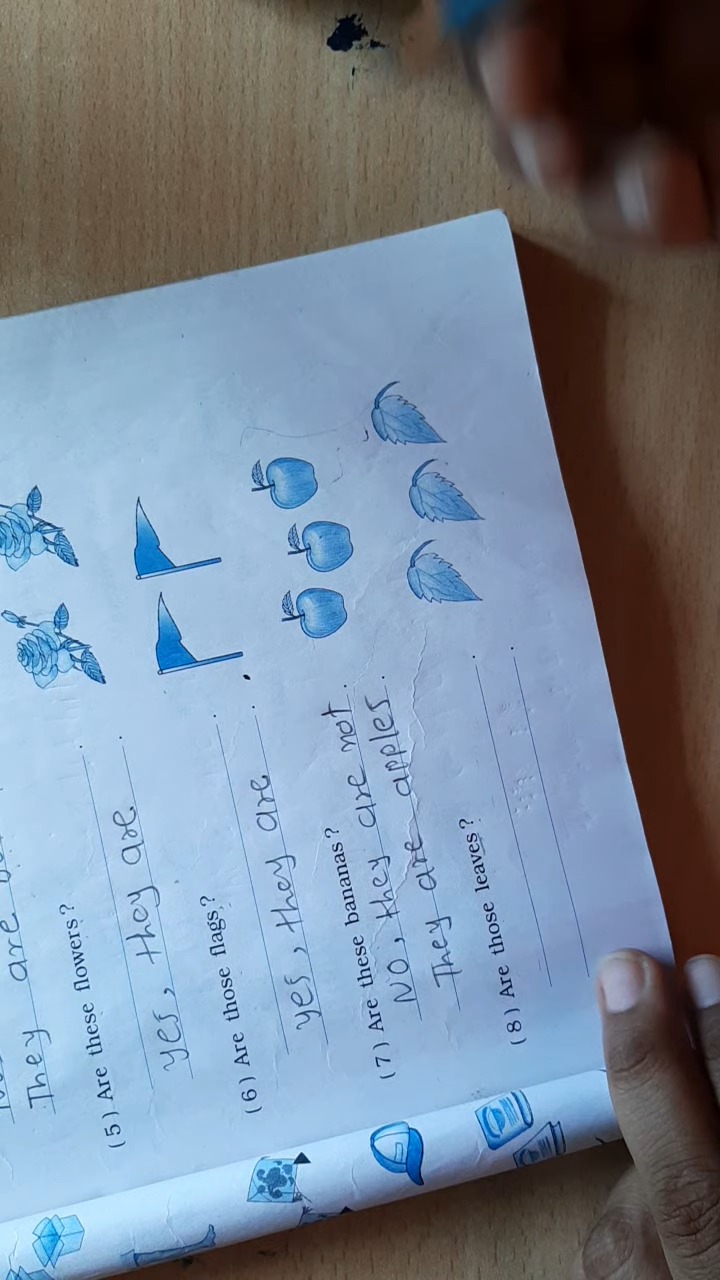 They are
(5) Are these flowers?
yes, they are.
(6) Are those flags?
yes, they are.
(7) Are these bananas?
NO, they are not.
They are apples.
(8) Are those leaves?